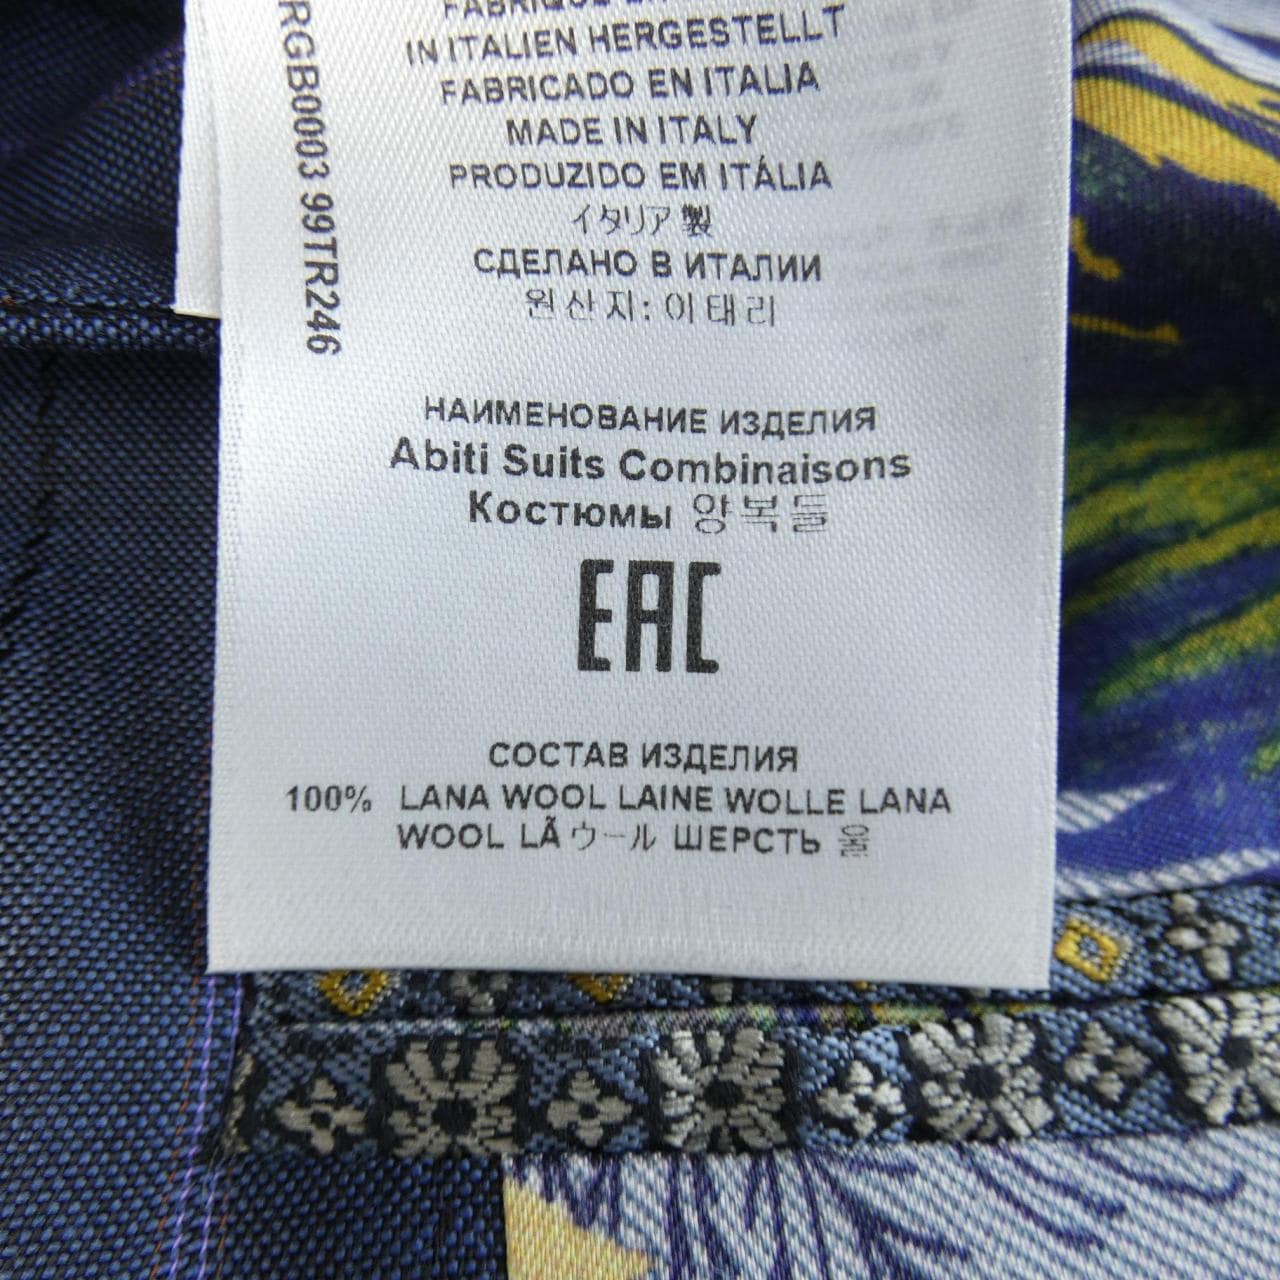 FABRIQUÉ EN
IN ITALIEN HERGESTELLT
FABRICADO EN ITALIA
MADE IN ITALY
PRODUZIDO EM ITÁLIA
イタリア製
СДЕЛАНО В ИТАЛИИ
원산지: 이태리
RGB0003 99TR246
НАИМЕНОВАНИЕ ИЗДЕЛИЯ
Abiti Suits Combinaisons
Костюмы 양복들
EAC
СОСТАВ ИЗДЕЛИЯ
100% LANA WOOL LAINE WOLLE LANA
WOOL LÃ ウール ШЕРСТЬ 울